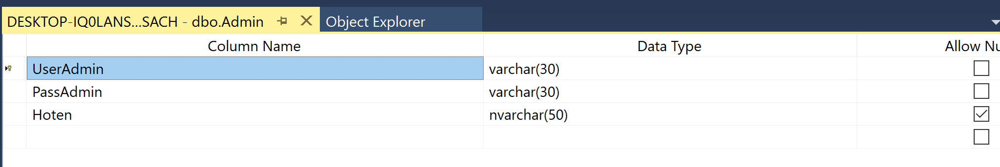 DESKTOP-IQ0LANS...SACH - dbo.Admin Object Explorer
Column Name Data Type Allow Nu
UserAdmin varchar(30)
PassAdmin varchar(30)
Hoten nvarchar(50)